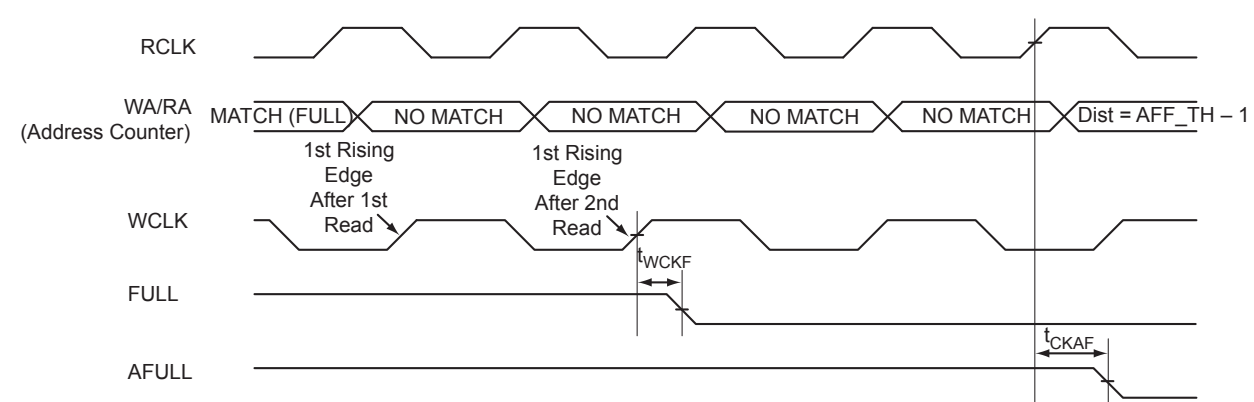 RCLK
WA/RA
(Address Counter)
MATCH (FULL)
NO MATCH
NO MATCH
NO MATCH
NO MATCH
Dist = AFF_TH – 1
1st Rising
Edge
After 1st
Read
1st Rising
Edge
After 2nd
Read
WCLK
tWCKF
FULL
tCKAF
AFULL